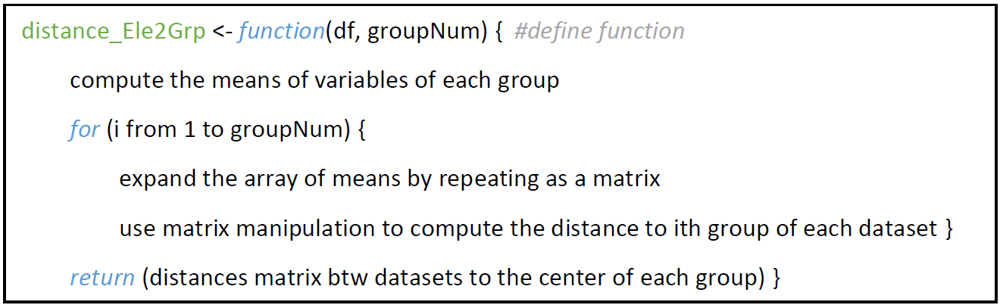 distance_Ele2Grp <- function(df, groupNum) { #define function
compute the means of variables of each group
for (i from 1 to groupNum) {
expand the array of means by repeating as a matrix
use matrix manipulation to compute the distance to ith group of each dataset }
return (distances matrix btw datasets to the center of each group) }